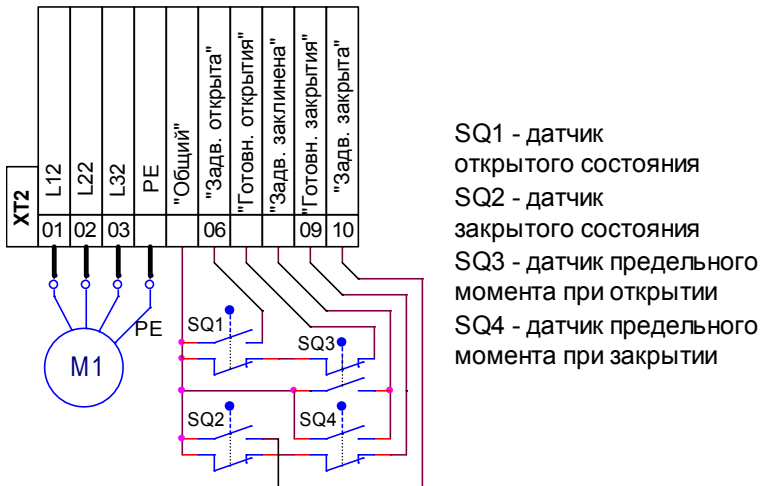 XT2
L12
L22
L32
PE
"Общий"
"Задв. открыта"
"Готовн. открытия"
"Задв. заклинена"
"Готовн. закрытия"
"Задв. закрыта"
01 02 03 06 09 10
PE
M1
SQ1
SQ3
SQ2
SQ4
SQ1 - датчик
открытого состояния
SQ2 - датчик
закрытого состояния
SQ3 - датчик предельного
момента при открытии
SQ4 - датчик предельного
момента при закрытии